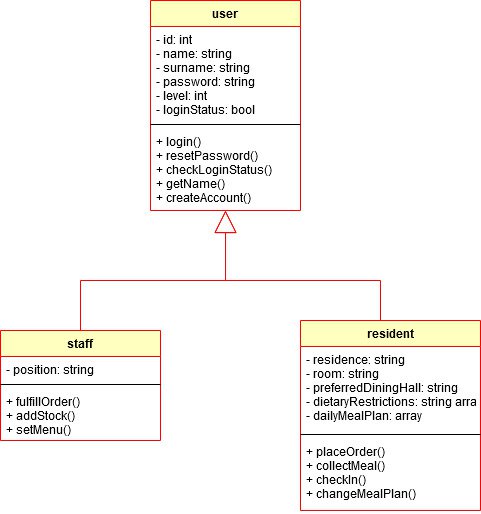 user
- id: int
- name: string
- surname: string
- password: string
- level: int
- loginStatus: bool
+ login()
+ resetPassword()
+ checkLoginStatus()
+ getName()
+ createAccount()
staff
- position: string
+ fulfillOrder()
+ addStock()
+ setMenu()
resident
- residence: string
- room: string
- preferredDiningHall: string
- dietaryRestrictions: string arra
- dailyMealPlan: array
+ placeOrder()
+ collectMeal()
+ checkIn()
+ changeMealPlan()